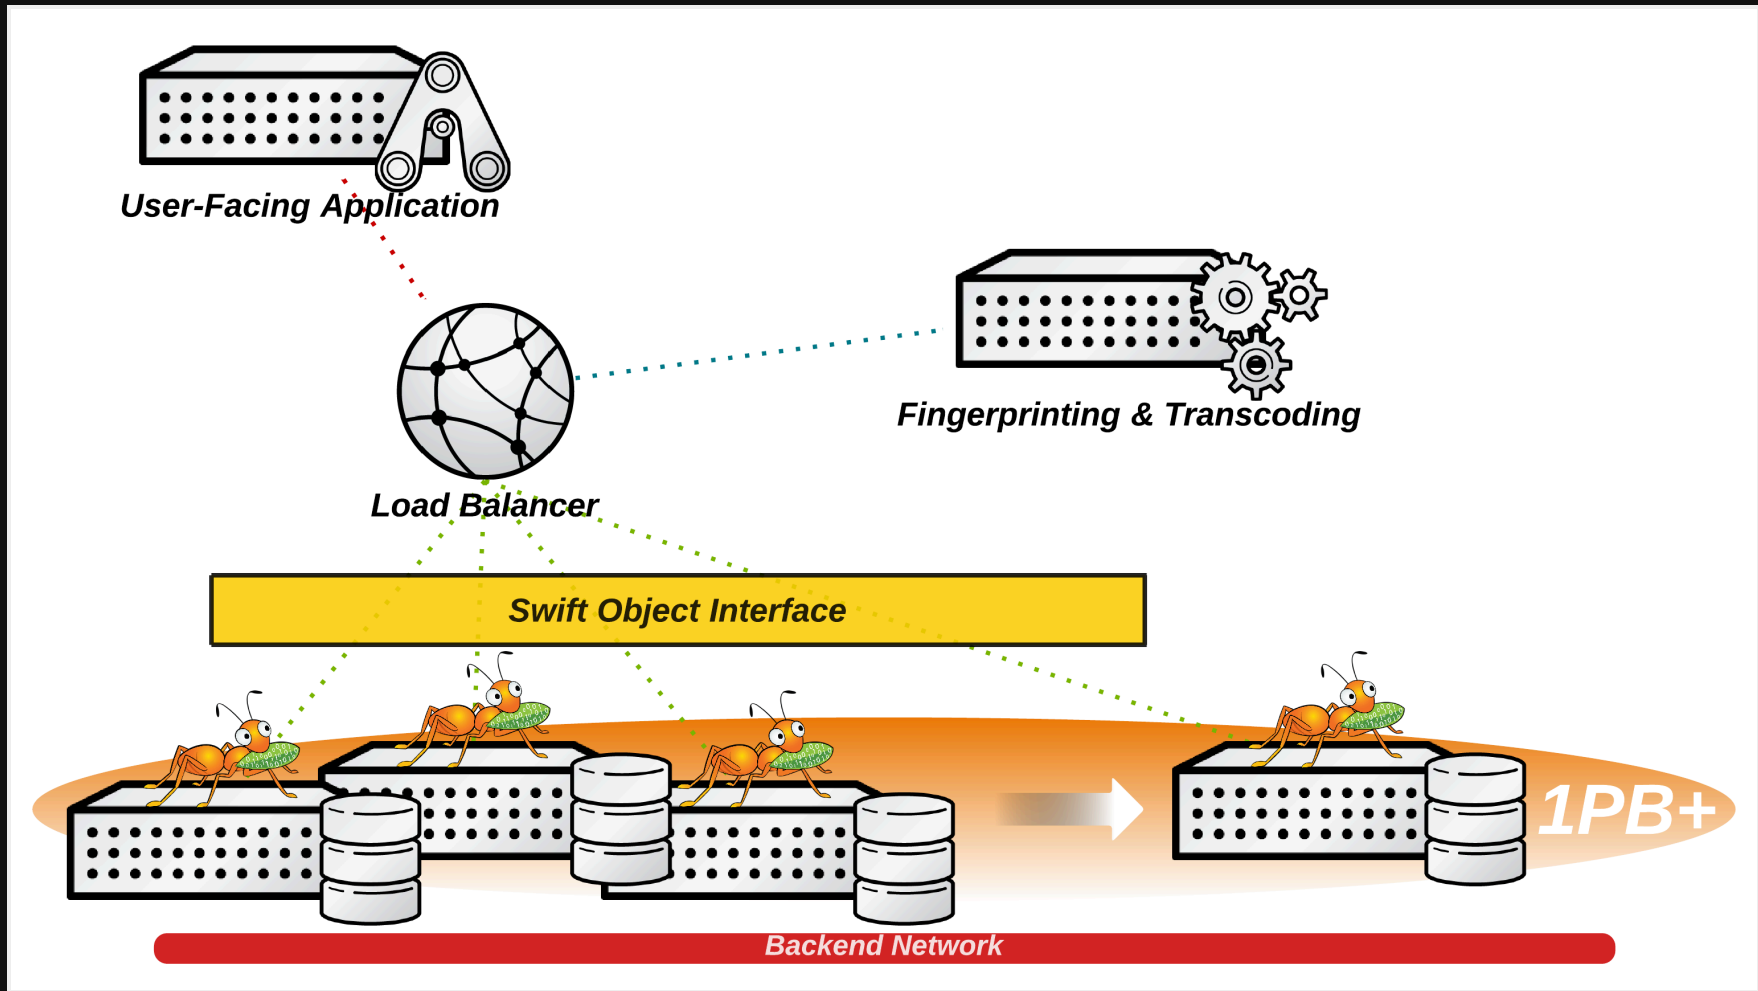 User-Facing Application
Fingerprinting & Transcoding
Load Balancer
Swift Object Interface
1PB+
Backend Network